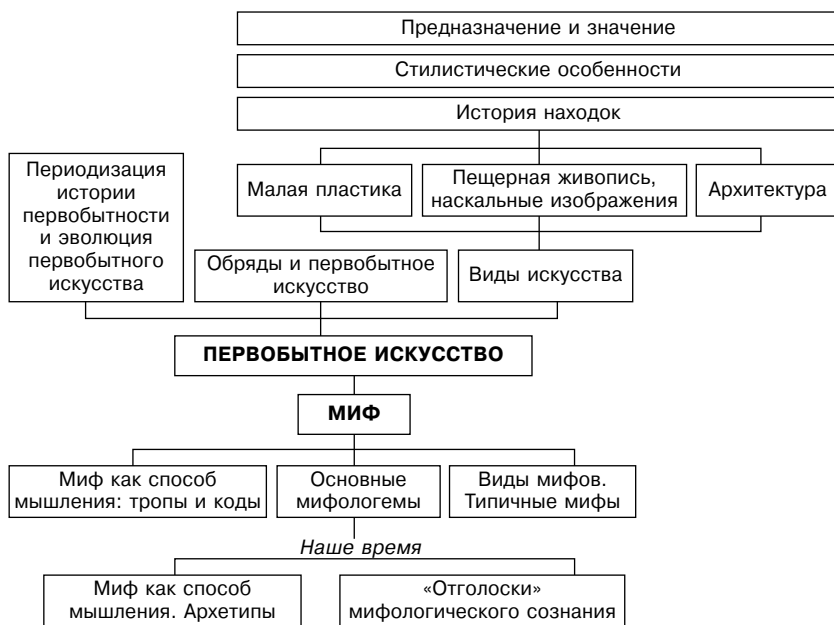 Предназначение и значение
Стилистические особенности
История находок
Периодизация
истории
первобытности
и эволюция
первобытного
искусства
Малая пластика
Пещерная живопись,
наскальные изображения
Архитектура
Обряды и первобытное
искусство
Виды искусства
ПЕРВОБЫТНОЕ ИСКУССТВО
МИФ
Миф как способ
мышления: тропы и коды
Основные
мифологемы
Виды мифов.
Типичные мифы
Наше время
Миф как способ
мышления. Архетипы
«Отголоски»
мифологического сознания